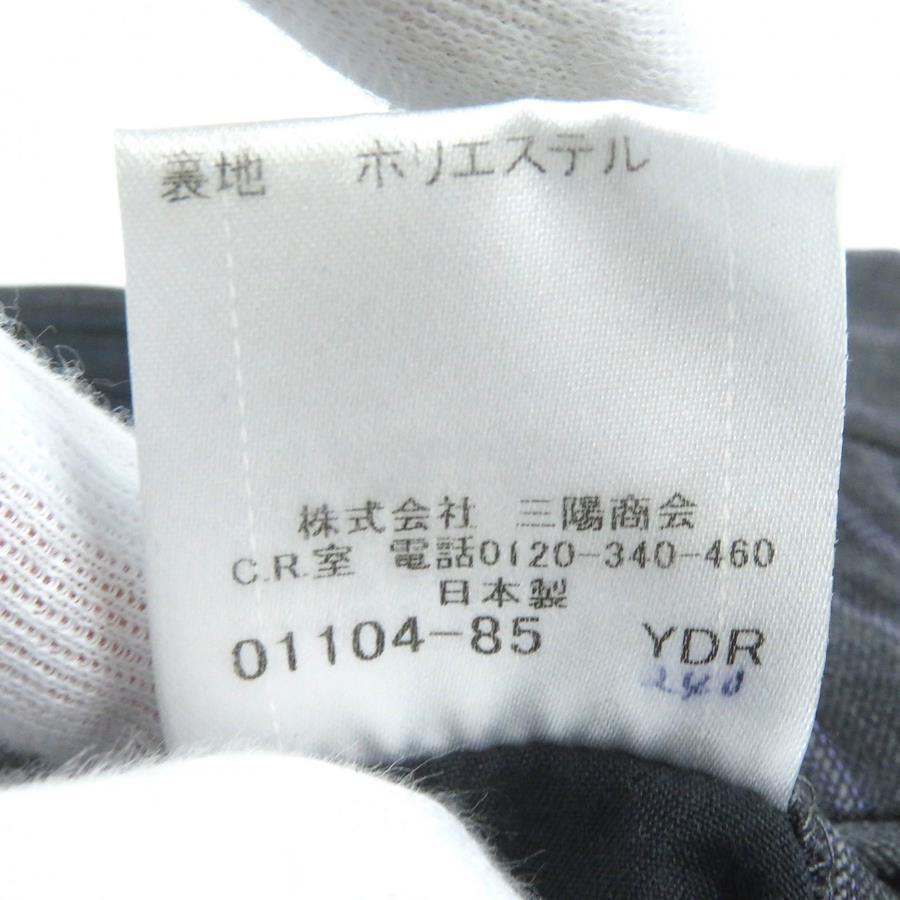 裏地　ポリエステル
株式会社 三陽商会
C.R.室 電話0120-340-460
日本製
01104-85 YDR